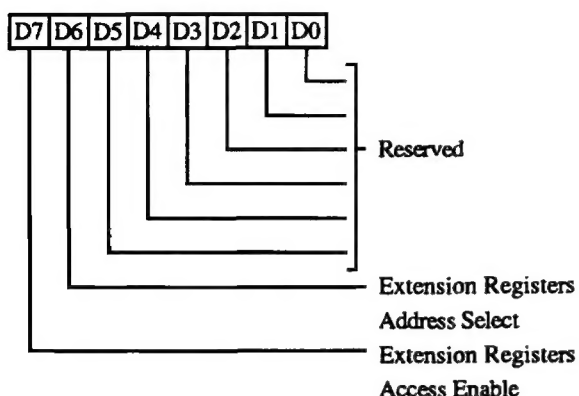 D7 D6 D5 D4 D3 D2 D1 D0
Reserved
Extension Registers
Address Select
Extension Registers
Access Enable